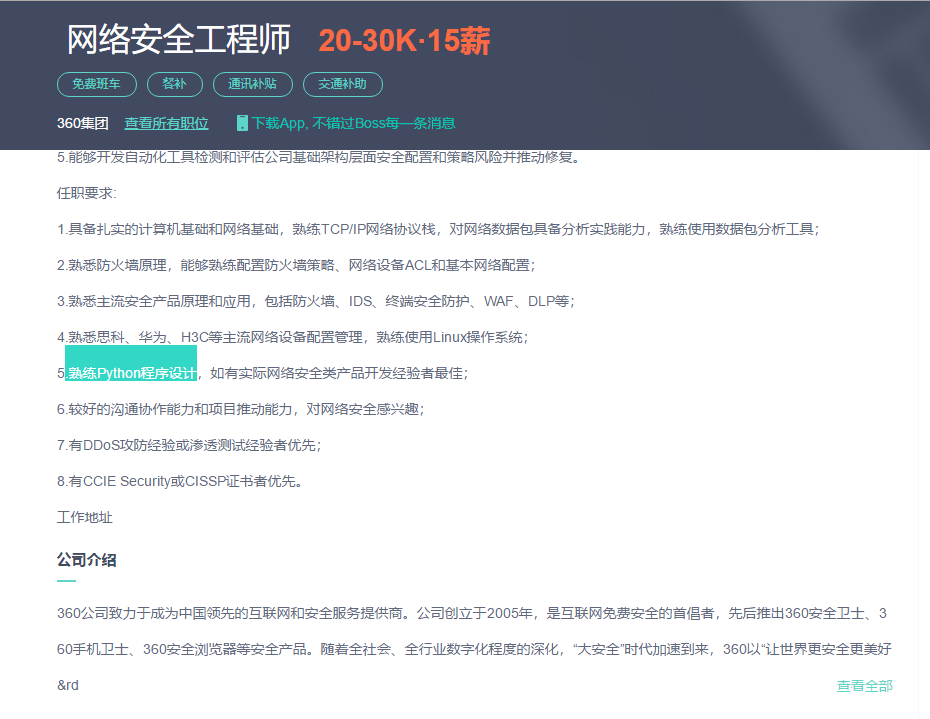 网络安全工程师 20-30K·15薪
免费班车 餐补 通讯补贴 交通补助
360集团 查看所有职位 下载App, 不错过Boss每一条消息
5.能够开发自动化工具检测和评估公司基础架构层面安全配置和策略风险并推动修复。
任职要求:
1.具备扎实的计算机基础和网络基础，熟练TCP/IP网络协议栈，对网络数据包具备分析实践能力，熟练使用数据包分析工具；
2.熟悉防火墙原理，能够熟练配置防火墙策略、网络设备ACL和基本网络配置；
3.熟悉主流安全产品原理和应用，包括防火墙、IDS、终端安全防护、WAF、DLP等；
4.熟悉思科、华为、H3C等主流网络设备配置管理，熟练使用Linux操作系统；
5.熟练Python程序设计，如有实际网络安全类产品开发经验者最佳；
6.较好的沟通协作能力和项目推动能力，对网络安全感兴趣；
7.有DDoS攻防经验或渗透测试经验者优先；
8.有CCIE Security或CISSP证书者优先。
工作地址
公司介绍
360公司致力于成为中国领先的互联网和安全服务提供商。公司创立于2005年，是互联网免费安全的首倡者，先后推出360安全卫士、3
60手机卫士、360安全浏览器等安全产品。随着全社会、全行业数字化程度的深化，“大安全”时代加速到来，360以“让世界更安全更美好
&rd 查看全部